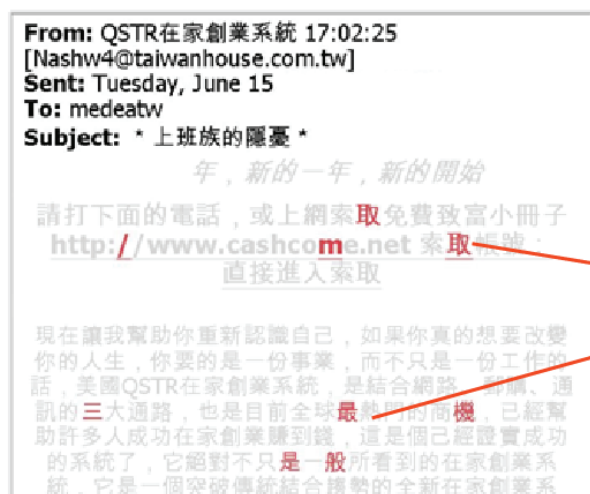 From: QSTR在家創業系統 17:02:25
[Nashw4@taiwanhouse.com.tw]
Sent: Tuesday, June 15
To: medeatw
Subject: * 上班族的隱憂 *
年，新的一年，新的開始
請打下面的電話，或上網索取免費致富小冊子
http://www.cashcome.net 索取帳號：
直接進入索取
現在讓我幫助你重新認識自己，如果你真的想要改變
你的人生，你要的是一份事業，而不只是一份工作的
話，美國QSTR在家創業系統，是結合網路、郵購、通
訊的三大通路，也是目前全球最熱門的商機，已經幫
助許多人成功在家創業賺到錢，這是個已經證實成功
的系統了，它絕對不只是一般所看到的在家創業系
統，它是一個突破傳統結合趨勢的全新在家創業系